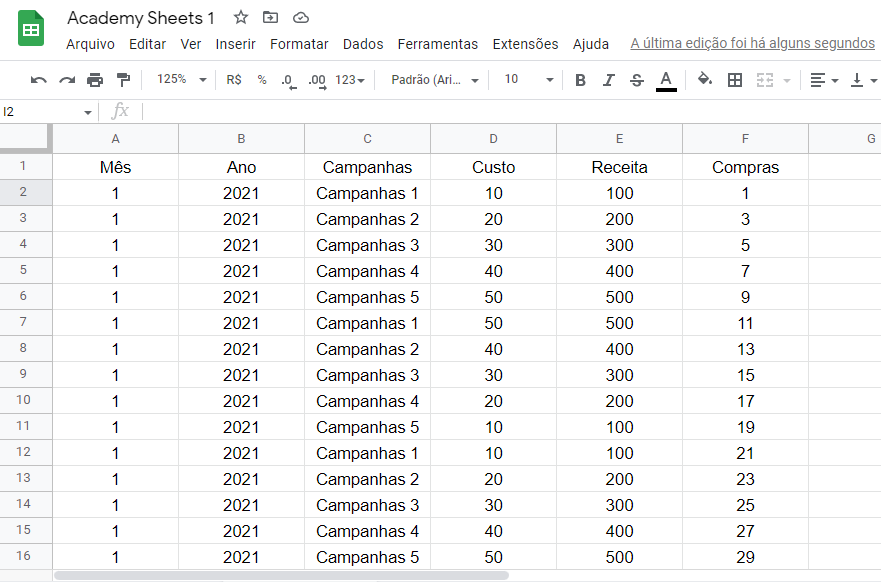 Academy Sheets 1
Arquivo Editar Ver Inserir Formatar Dados Ferramentas Extensões Ajuda A última edição foi há alguns segundos
125% R$ % .0 .00 123 Padrão (Ari... 10 B I S A
I2 fx
A B C D E F G
1 Mês Ano Campanhas Custo Receita Compras
2 1 2021 Campanhas 1 10 100 1
3 1 2021 Campanhas 2 20 200 3
4 1 2021 Campanhas 3 30 300 5
5 1 2021 Campanhas 4 40 400 7
6 1 2021 Campanhas 5 50 500 9
7 1 2021 Campanhas 1 50 500 11
8 1 2021 Campanhas 2 40 400 13
9 1 2021 Campanhas 3 30 300 15
10 1 2021 Campanhas 4 20 200 17
11 1 2021 Campanhas 5 10 100 19
12 1 2021 Campanhas 1 10 100 21
13 1 2021 Campanhas 2 20 200 23
14 1 2021 Campanhas 3 30 300 25
15 1 2021 Campanhas 4 40 400 27
16 1 2021 Campanhas 5 50 500 29